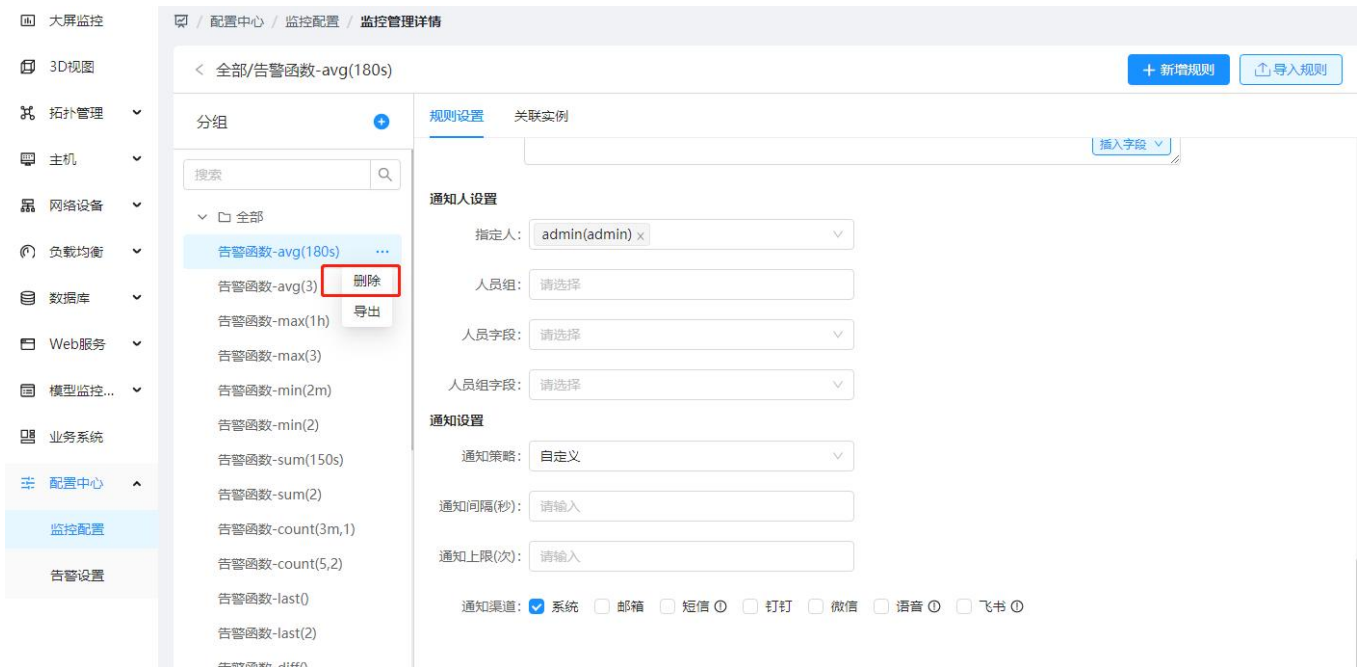 大屏监控
3D视图
拓扑管理
主机
网络设备
负载均衡
数据库
Web服务
模型监控...
业务系统
配置中心
监控配置
告警设置
/ 配置中心 / 监控配置 / 监控管理详情
< 全部/告警函数-avg(180s)
+ 新增规则
导入规则
分组
搜索
全部
告警函数-avg(180s) ...
告警函数-avg(3)
删除
导出
告警函数-max(1h)
告警函数-max(3)
告警函数-min(2m)
告警函数-min(2)
告警函数-sum(150s)
告警函数-sum(2)
告警函数-count(3m,1)
告警函数-count(5,2)
告警函数-last()
告警函数-last(2)
告警函数-diff()
规则设置 关联实例
插入字段
通知人设置
指定人: admin(admin) x
人员组: 请选择
人员字段: 请选择
人员组字段: 请选择
通知设置
通知策略: 自定义
通知间隔(秒): 请输入
通知上限(次): 请输入
通知渠道: 系统 邮箱 短信 钉钉 微信 语音 飞书